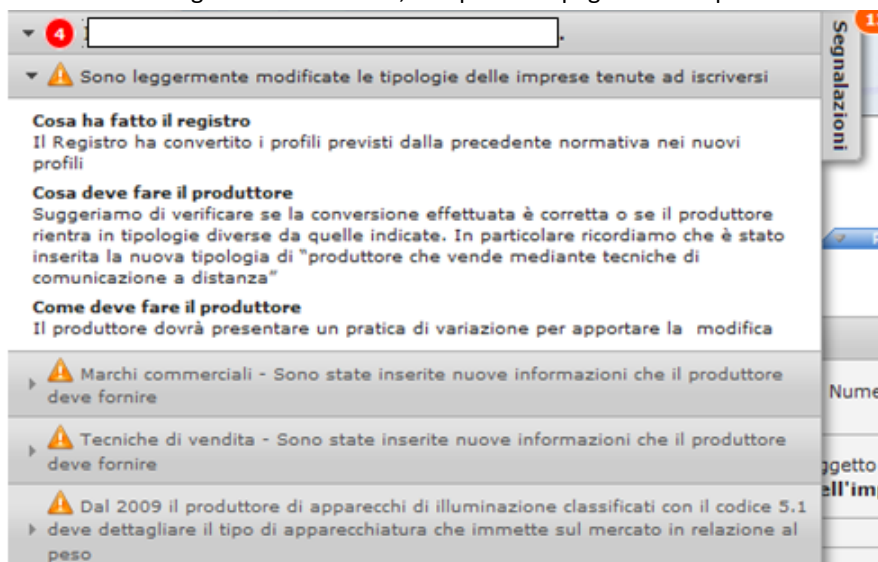 4
Sono leggermente modificate le tipologie delle imprese tenute ad iscriversi
Cosa ha fatto il registro
Il Registro ha convertito i profili previsti dalla precedente normativa nei nuovi
profili
Cosa deve fare il produttore
Suggeriamo di verificare se la conversione effettuata è corretta o se il produttore
rientra in tipologie diverse da quelle indicate. In particolare ricordiamo che è stato
inserita la nuova tipologia di "produttore che vende mediante tecniche di
comunicazione a distanza"
Come deve fare il produttore
Il produttore dovrà presentare un pratica di variazione per apportare la modifica
Marchi commerciali - Sono state inserite nuove informazioni che il produttore
deve fornire
Tecniche di vendita - Sono state inserite nuove informazioni che il produttore
deve fornire
Dal 2009 il produttore di apparecchi di illuminazione classificati con il codice 5.1
deve dettagliare il tipo di apparecchiatura che immette sul mercato in relazione al
peso
Segnalazioni